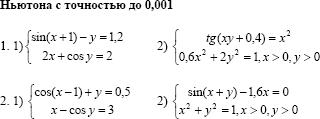 Ньютона с точностью до 0,001
1. 1) { sin(x+1) − y = 1,2
2x + cos y = 2
2) { tg(xy + 0,4) = x²
0,6x² + 2y² = 1, x > 0, y > 0
2. 1) { cos(x−1) + y = 0,5
x − cos y = 3
2) { sin(x+y) − 1,6x = 0
x² + y² = 1, x > 0, y > 0